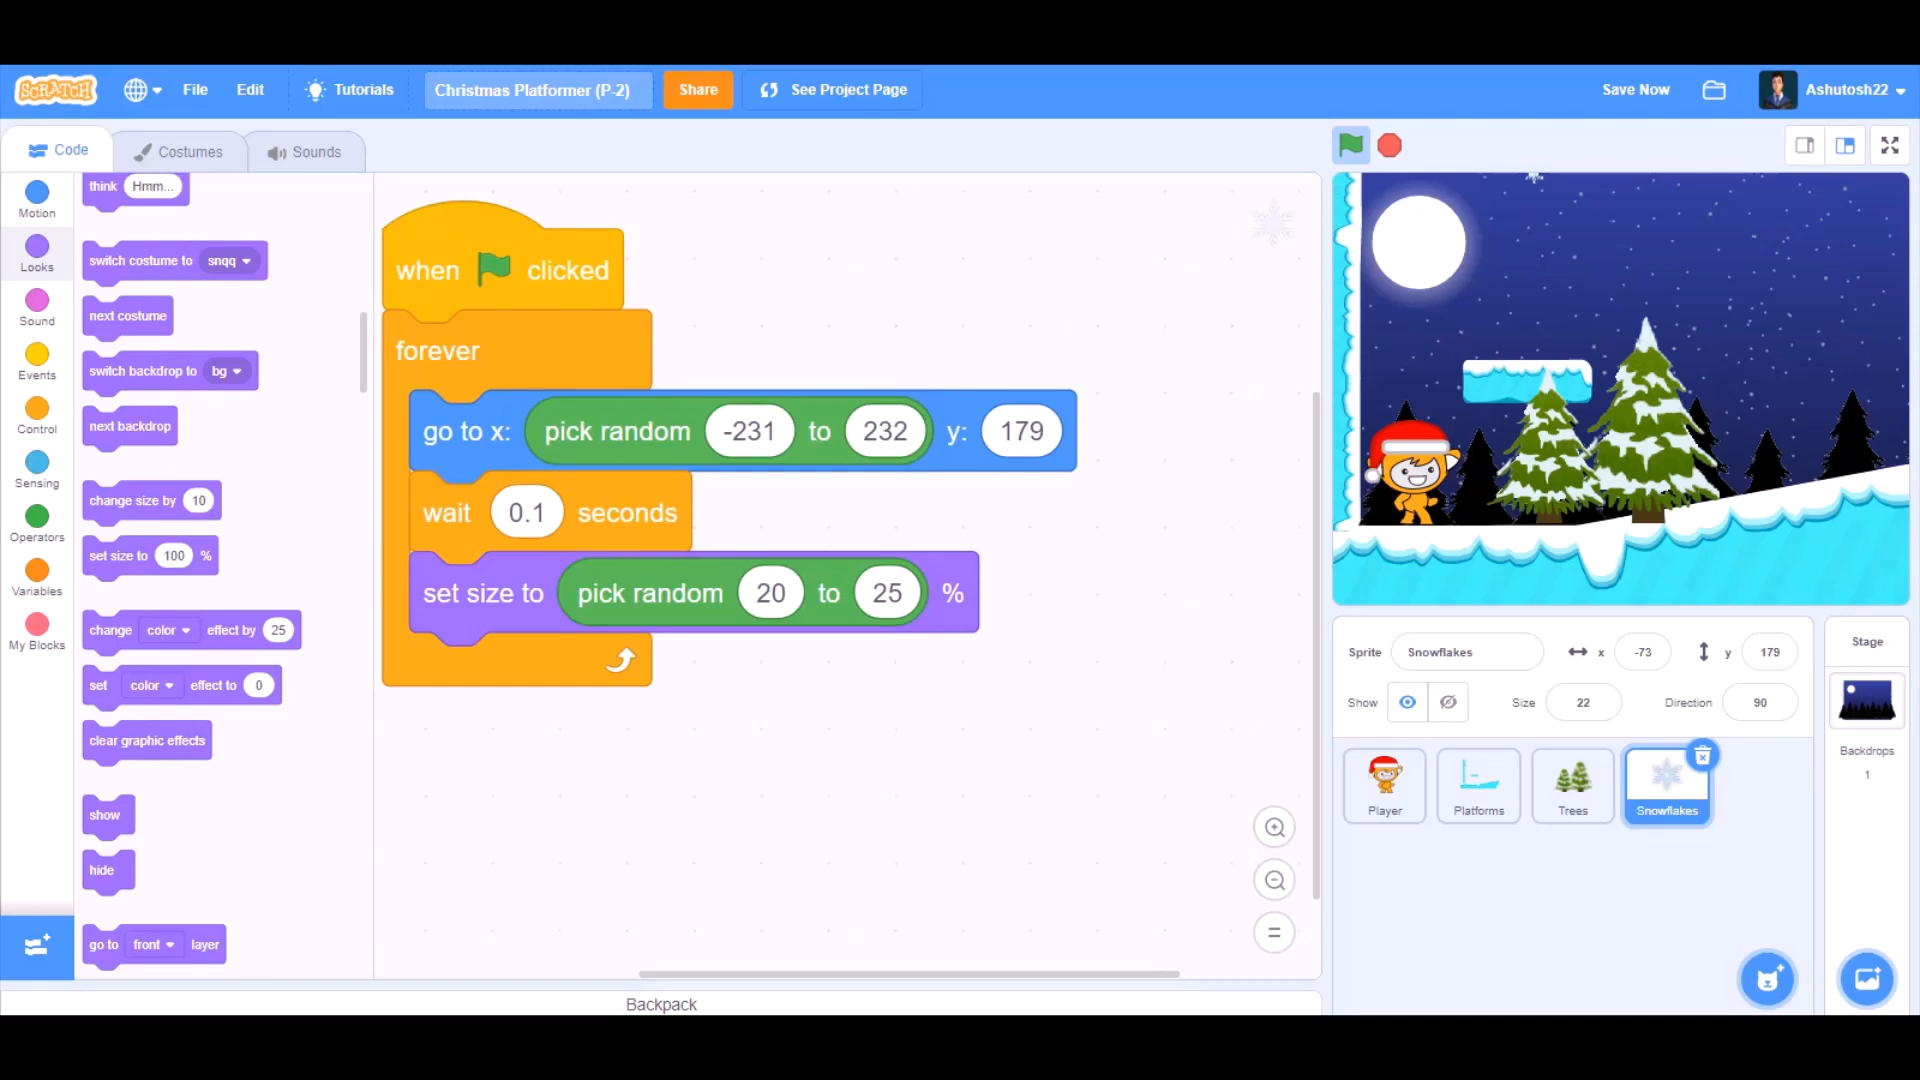 SCRATCH File Edit Tutorials Christmas Platformer (P-2) Share See Project Page Save Now Ashutosh22
Code Costumes Sounds
Motion
Looks
Sound
Events
Control
Sensing
Operators
Variables
My Blocks
think Hmm...
switch costume to snqq
next costume
switch backdrop to bg
next backdrop
change size by 10
set size to 100 %
change color effect by 25
set color effect to 0
clear graphic effects
show
hide
go to front layer
when clicked
forever
go to x: pick random -231 to 232 y: 179
wait 0.1 seconds
set size to pick random 20 to 25 %
Backpack
Sprite Snowflakes x -73 y 179
Show Size 22 Direction 90
Player Platforms Trees Snowflakes
Stage
Backdrops
1